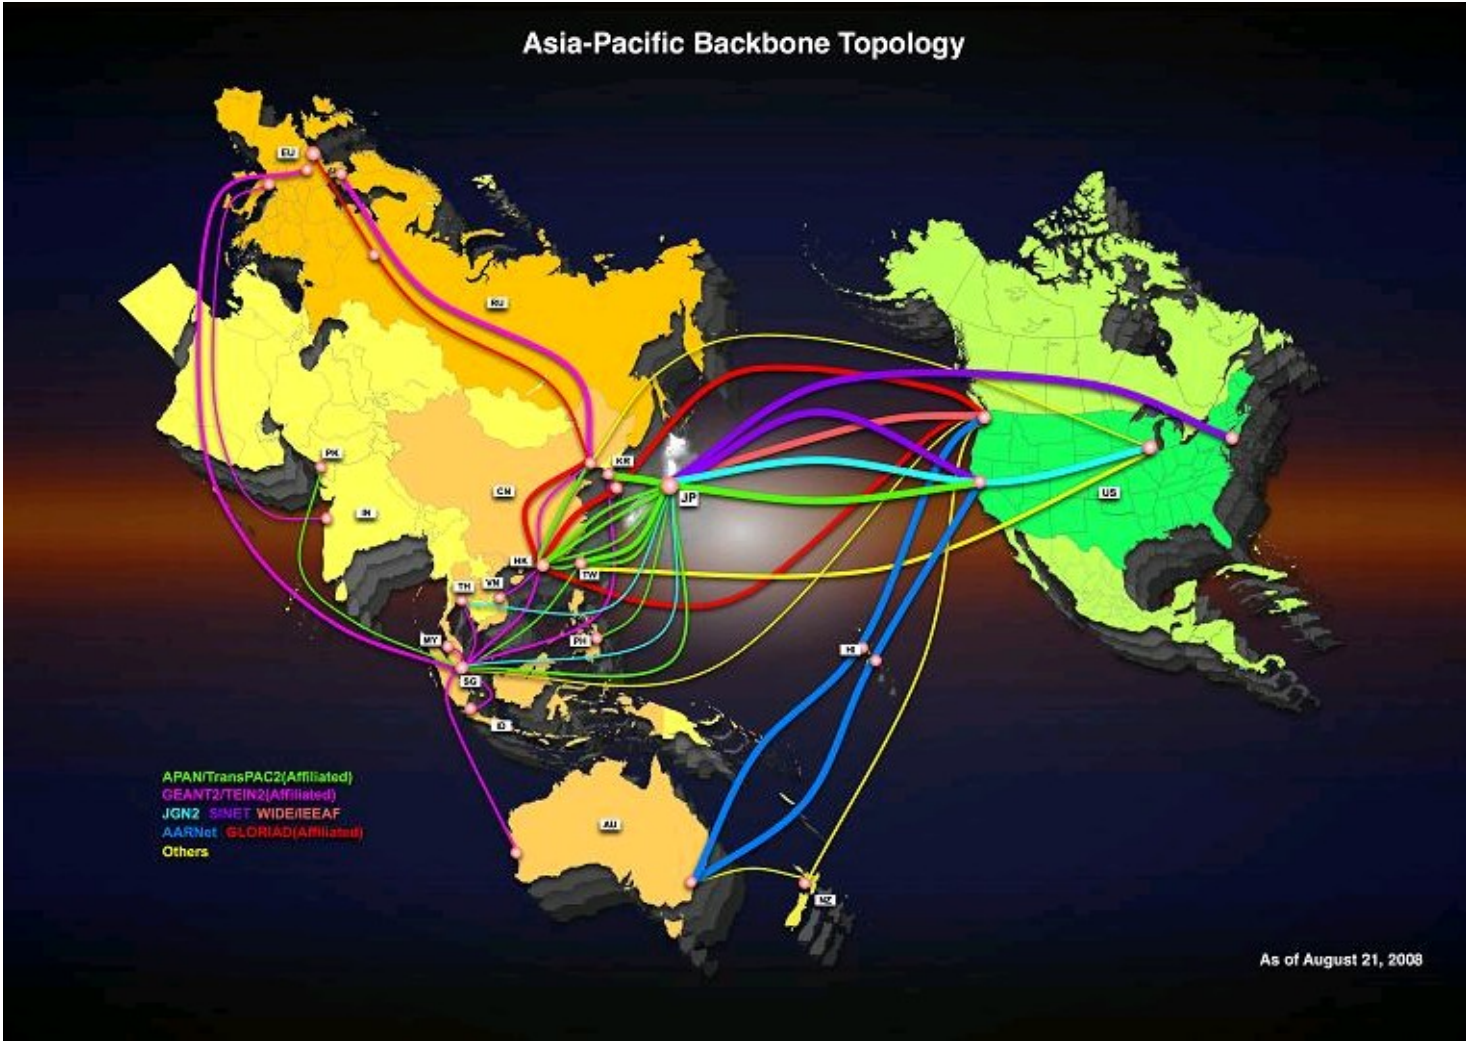 Asia-Pacific Backbone Topology
EU
RU
PK
KR
CN
JP
US
IN
HK
TW
TH
VN
MY
PH
HI
SG
APAN/TransPAC2(Affiliated)
GEANT2/TEIN2(Affiliated)
JGN2 SINET WIDE/IEEAF
AARNet GLORIAD(Affiliated)
Others
AU
NZ
As of August 21, 2008